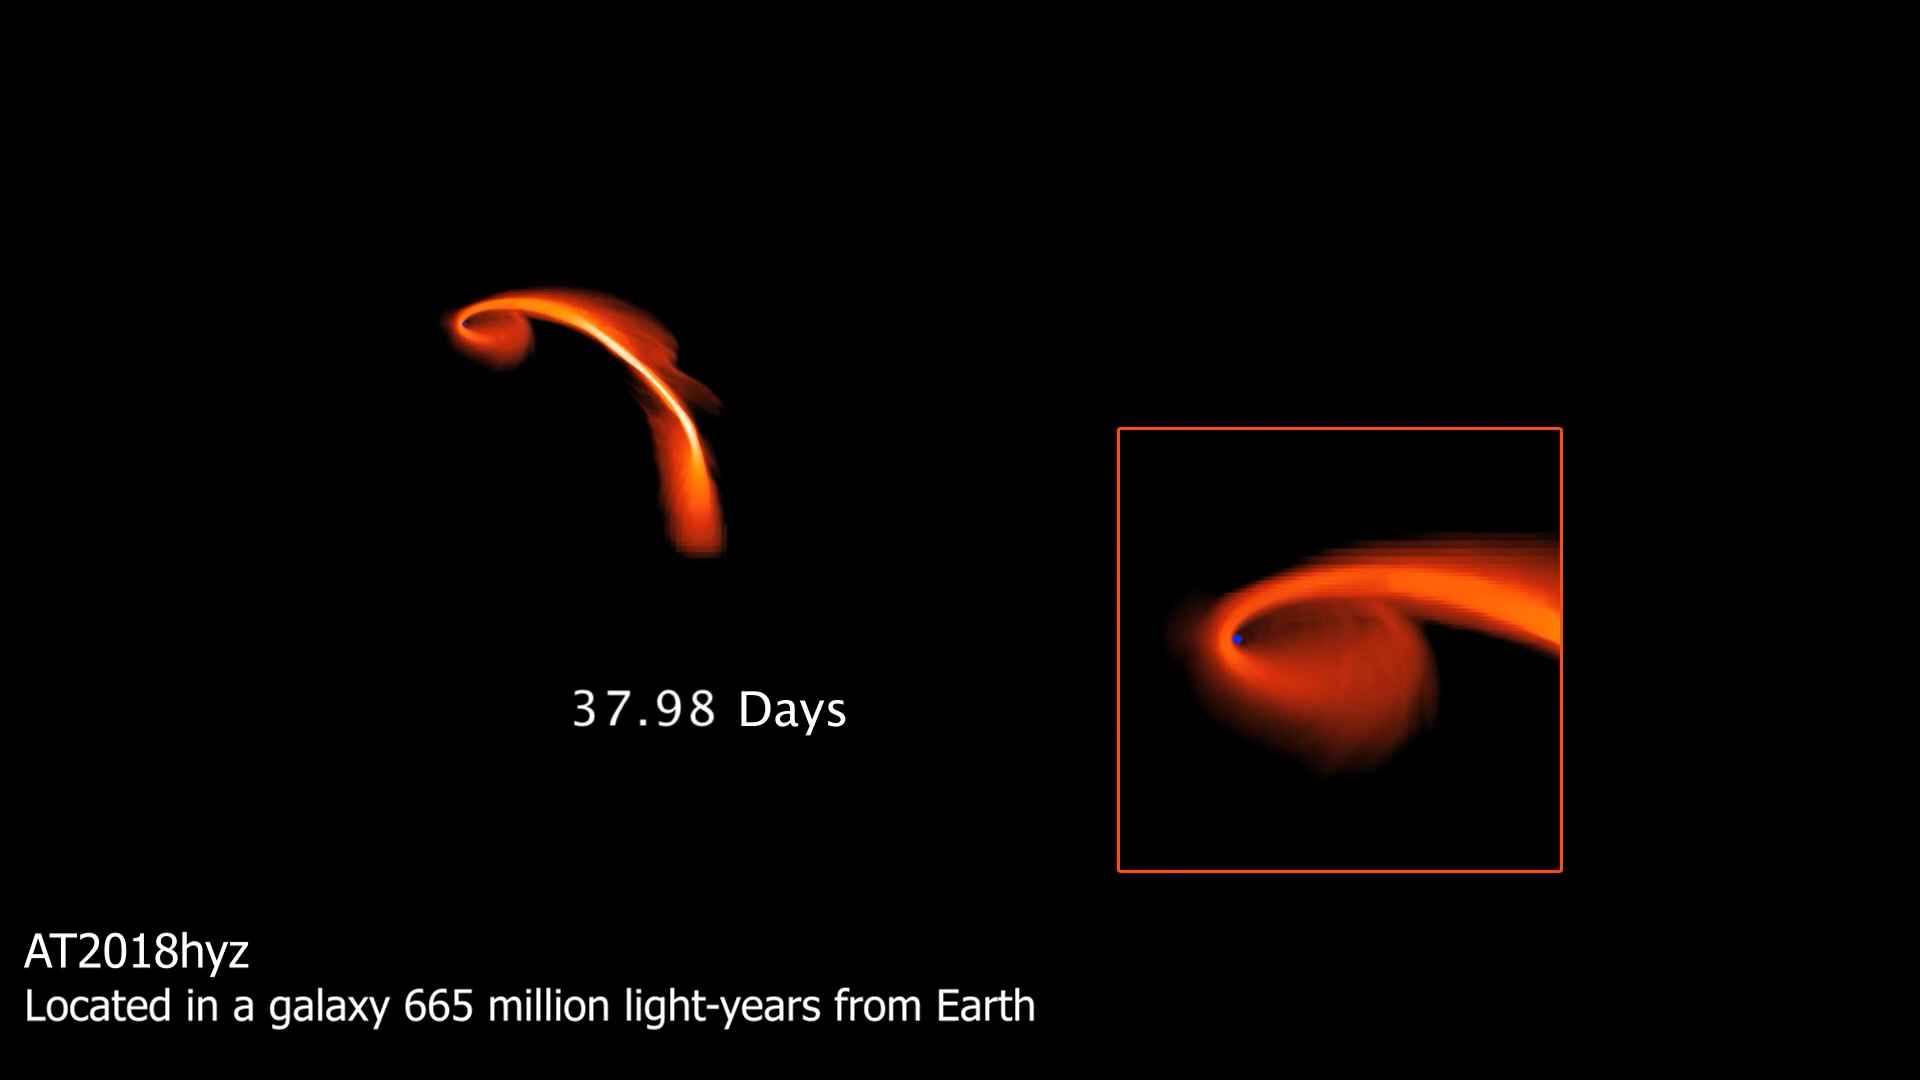 37.98 Days
AT2018hyz
Located in a galaxy 665 million light-years from Earth